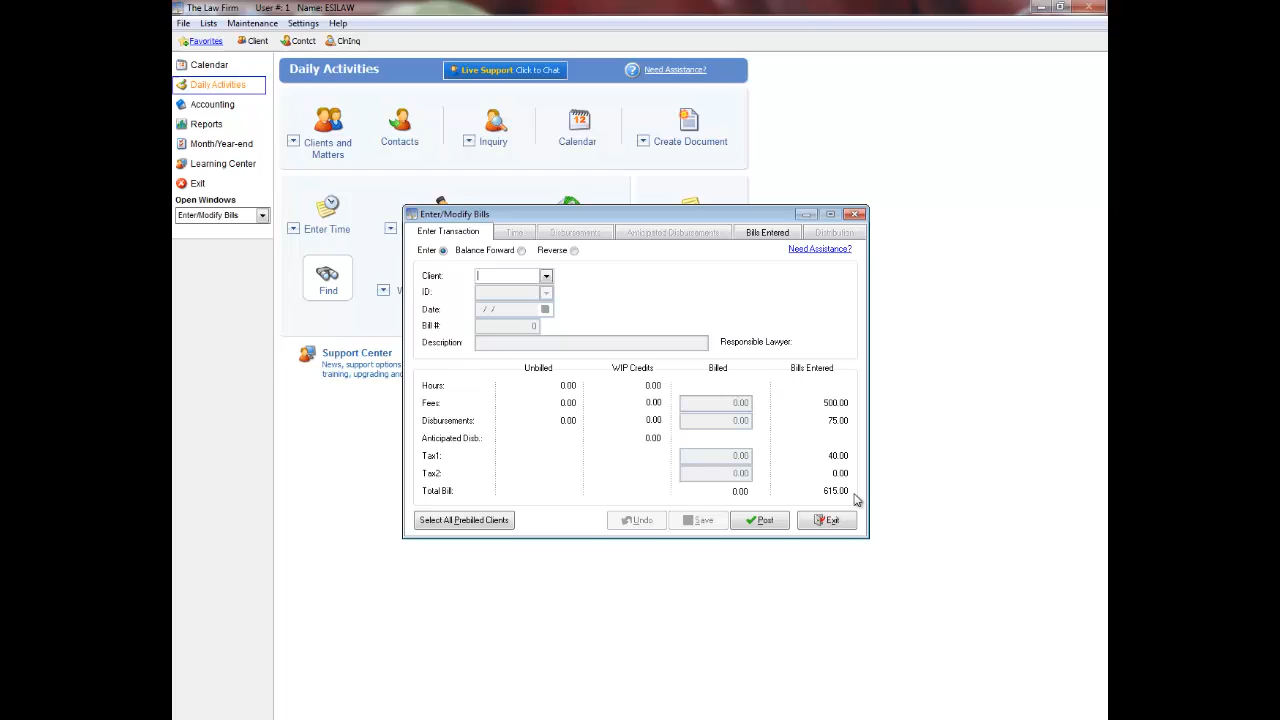 The Law Firm User #: 1 Name: ESILAW
File Lists Maintenance Settings Help
Favorites Client Contct ClnInq
Calendar
Daily Activities
Accounting
Reports
Month/Year-end
Learning Center
Exit
Open Windows
Enter/Modify Bills
Daily Activities
Live Support Click to Chat
? Need Assistance?
Clients and
Matters
Contacts
Inquiry
12
Calendar
Create Document
Enter Time
Find
Support Center
News, support options
training, upgrading and
Enter/Modify Bills
Enter Transaction Time Disbursements Anticipated Disbursements Bills Entered Distribution
Enter Balance Forward Reverse Need Assistance?
Client:
ID:
Date: / /
Bill #: 0
Description: Responsible Lawyer:
Unbilled WIP Credits Billed Bills Entered
Hours: 0.00 0.00
Fees: 0.00 0.00 0.00 500.00
Disbursements: 0.00 0.00 0.00 75.00
Anticipated Disb.: 0.00
Tax1: 0.00 40.00
Tax2: 0.00 0.00
Total Bill: 0.00 615.00
Select All Prebilled Clients Undo Save Post Exit